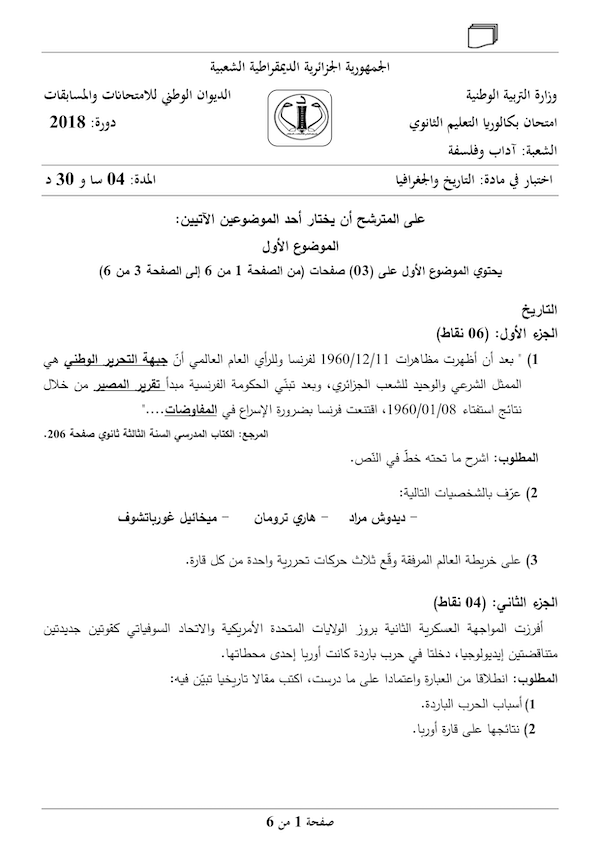 الجمهورية الجزائرية الديمقراطية الشعبية
وزارة التربية الوطنية
الديوان الوطني للامتحانات والمسابقات
امتحان بكالوريا التعليم الثانوي
دورة: 2018
الشعبة: آداب وفلسفة
اختبار في مادة: التاريخ والجغرافيا
المدة: 04 سا و 30 د
على المترشح أن يختار أحد الموضوعين الآتيين:
الموضوع الأول
يحتوي الموضوع الأول على (03) صفحات (من الصفحة 1 من 6 إلى الصفحة 3 من 6)
التاريخ
الجزء الأول: (06 نقاط)
1) " بعد أن أظهرت مظاهرات 1960/12/11 لفرنسا وللرأي العام العالمي أنّ جبهة التحرير الوطني هي
الممثل الشرعي والوحيد للشعب الجزائري، وبعد تبنّي الحكومة الفرنسية مبدأ تقرير المصير من خلال
نتائج استفتاء 1960/01/08، اقتنعت فرنسا بضرورة الإسراع في المفاوضات...."
المرجع: الكتاب المدرسي السنة الثالثة ثانوي صفحة 206.
المطلوب: اشرح ما تحته خطّ في النّص.
2) عرّف بالشخصيات التالية:
– ديدوش مراد – هاري ترومان – ميخائيل غورباتشوف
3) على خريطة العالم المرفقة وقّع ثلاث حركات تحررية واحدة من كل قارة.
الجزء الثاني: (04 نقاط)
أفرزت المواجهة العسكرية الثانية بروز الولايات المتحدة الأمريكية والاتحاد السوفياتي كقوتين جديدتين
متناقضتين إيديولوجيا، دخلتا في حرب باردة كانت أوربا إحدى محطاتها.
المطلوب: انطلاقا من العبارة واعتمادا على ما درست، اكتب مقالا تاريخيا تبيّن فيه:
1) أسباب الحرب الباردة.
2) نتائجها على قارة أوربا.
صفحة 1 من 6